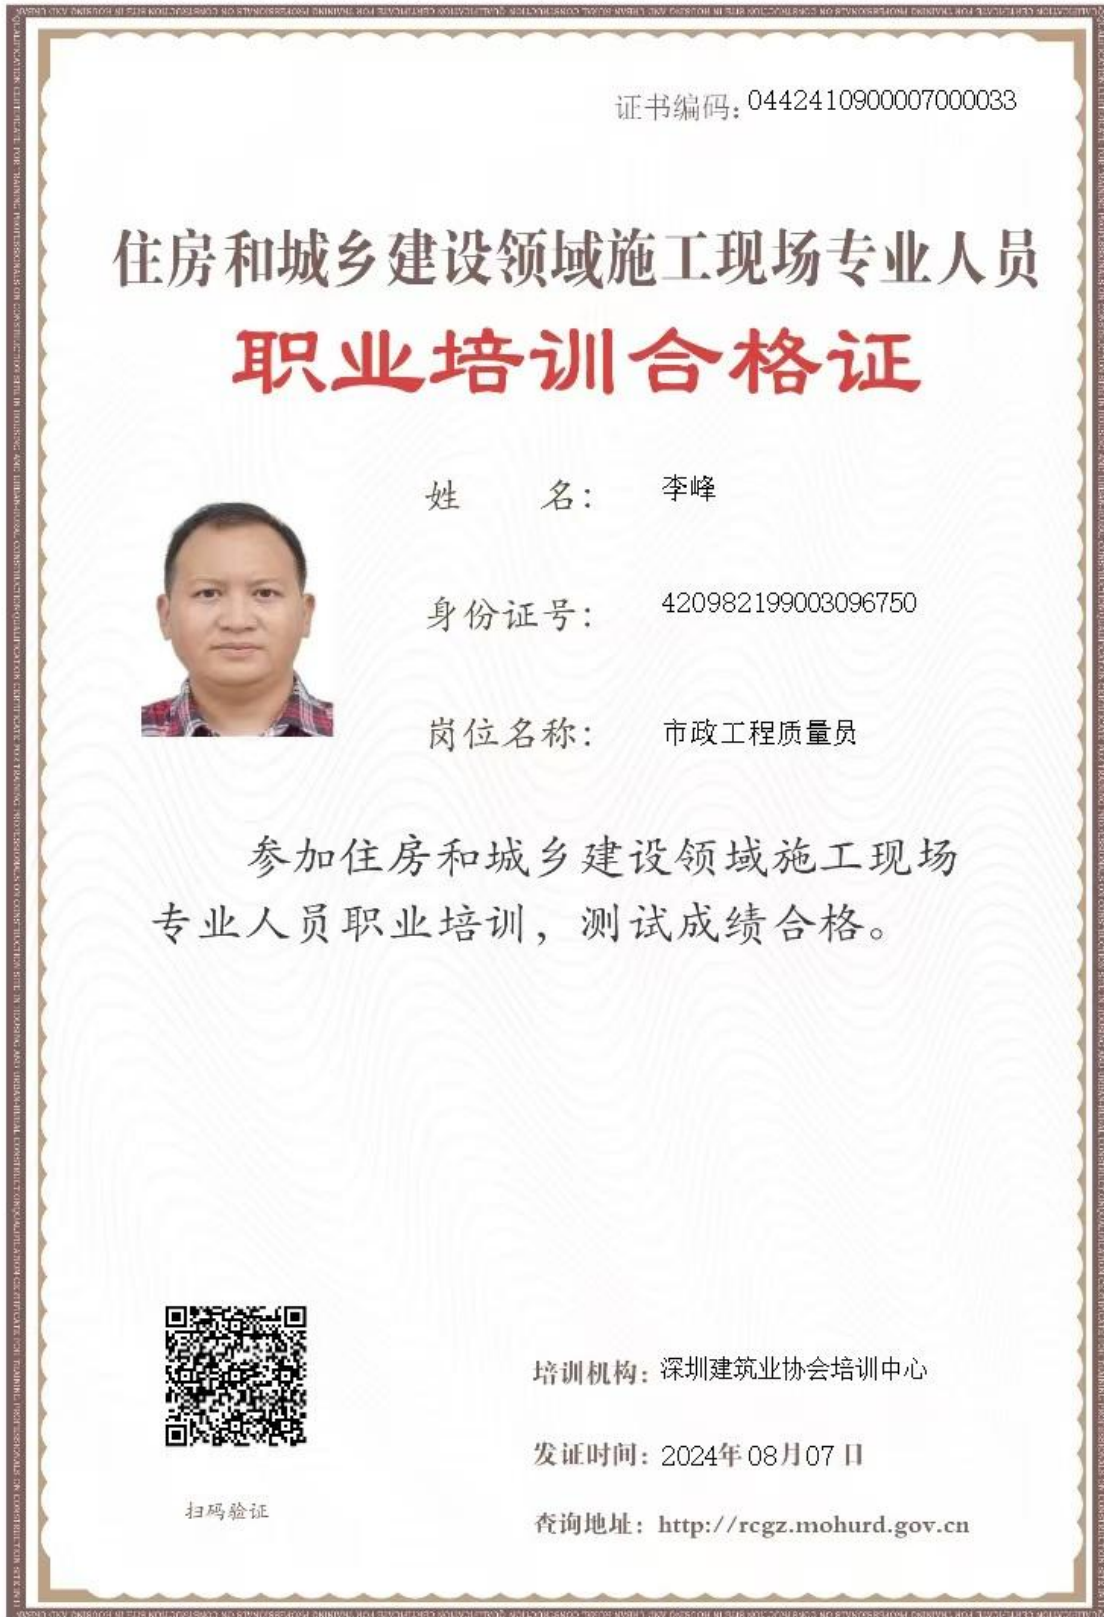 证书编码：0442410900007000033
住房和城乡建设领域施工现场专业人员
职业培训合格证
姓 名： 李峰
身份证号： 420982199003096750
岗位名称： 市政工程质量员
参加住房和城乡建设领域施工现场
专业人员职业培训，测试成绩合格。
培训机构：深圳建筑业协会培训中心
发证时间：2024年08月07日
扫码验证
查询地址：http://rcgz.mohurd.gov.cn